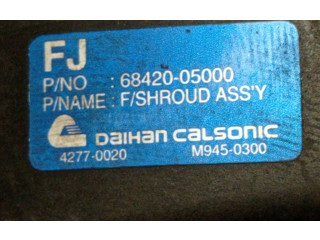 FJ
P/NO : 68420-05000
P/NAME : F/SHROUD ASS'Y
DAIHAN CALSONIC
4277-0020 M945-0300